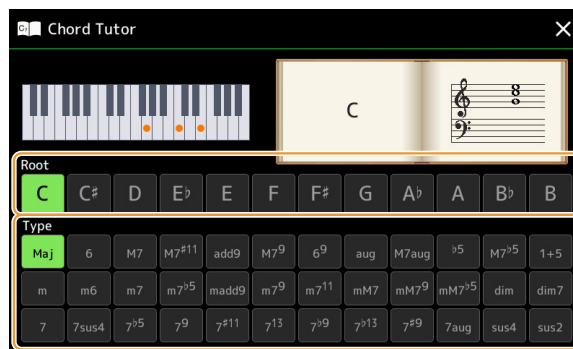 G7 Chord Tutor ×
C
Root
C C♯ D E♭ E F F♯ G A♭ A B♭ B
Type
Maj 6 M7 M7♯11 add9 M7⁹ 6⁹ aug M7aug ♭5 M7♭5 1+5
m m6 m7 m7♭5 madd9 m7⁹ m7¹¹ mM7 mM7⁹ mM7♭5 dim dim7
7 7sus4 7♭5 7⁹ 7♯11 7¹³ 7♭9 7♭13 7♯9 7aug sus4 sus2